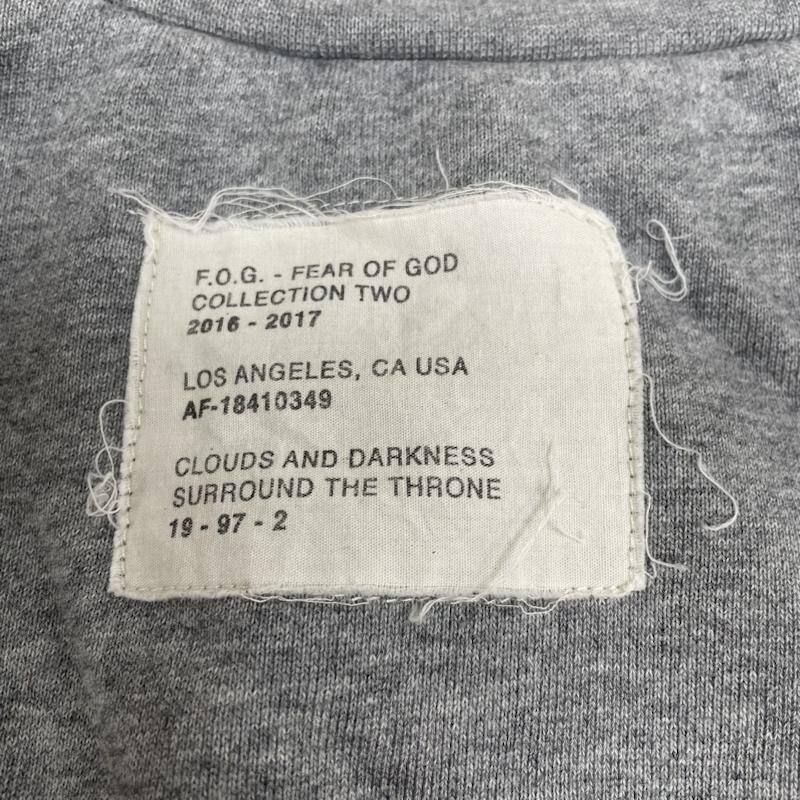 F.O.G. - FEAR OF GOD
COLLECTION TWO
2016 - 2017
LOS ANGELES, CA USA
AF-18410349
CLOUDS AND DARKNESS
SURROUND THE THRONE
19 - 97 - 2